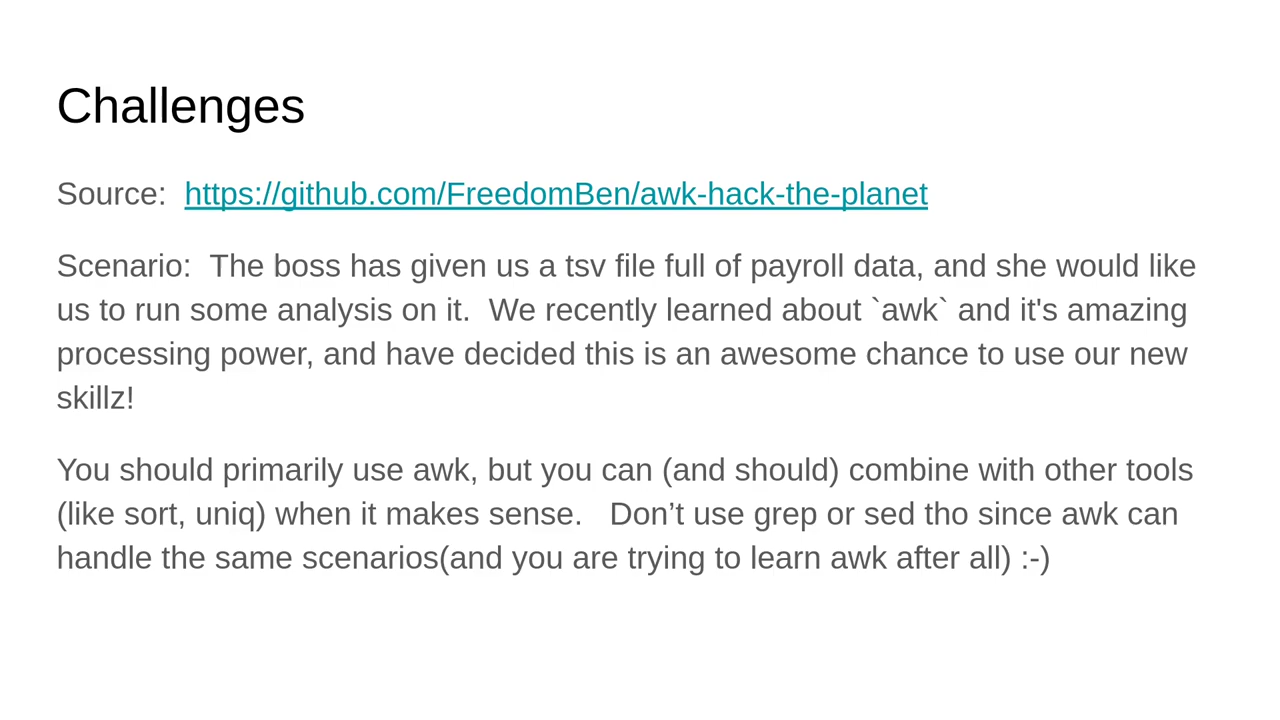 Challenges
Source:  https://github.com/FreedomBen/awk-hack-the-planet
Scenario:  The boss has given us a tsv file full of payroll data, and she would like
us to run some analysis on it.  We recently learned about `awk` and it's amazing
processing power, and have decided this is an awesome chance to use our new
skillz!
You should primarily use awk, but you can (and should) combine with other tools
(like sort, uniq) when it makes sense.   Don’t use grep or sed tho since awk can
handle the same scenarios(and you are trying to learn awk after all) :-)